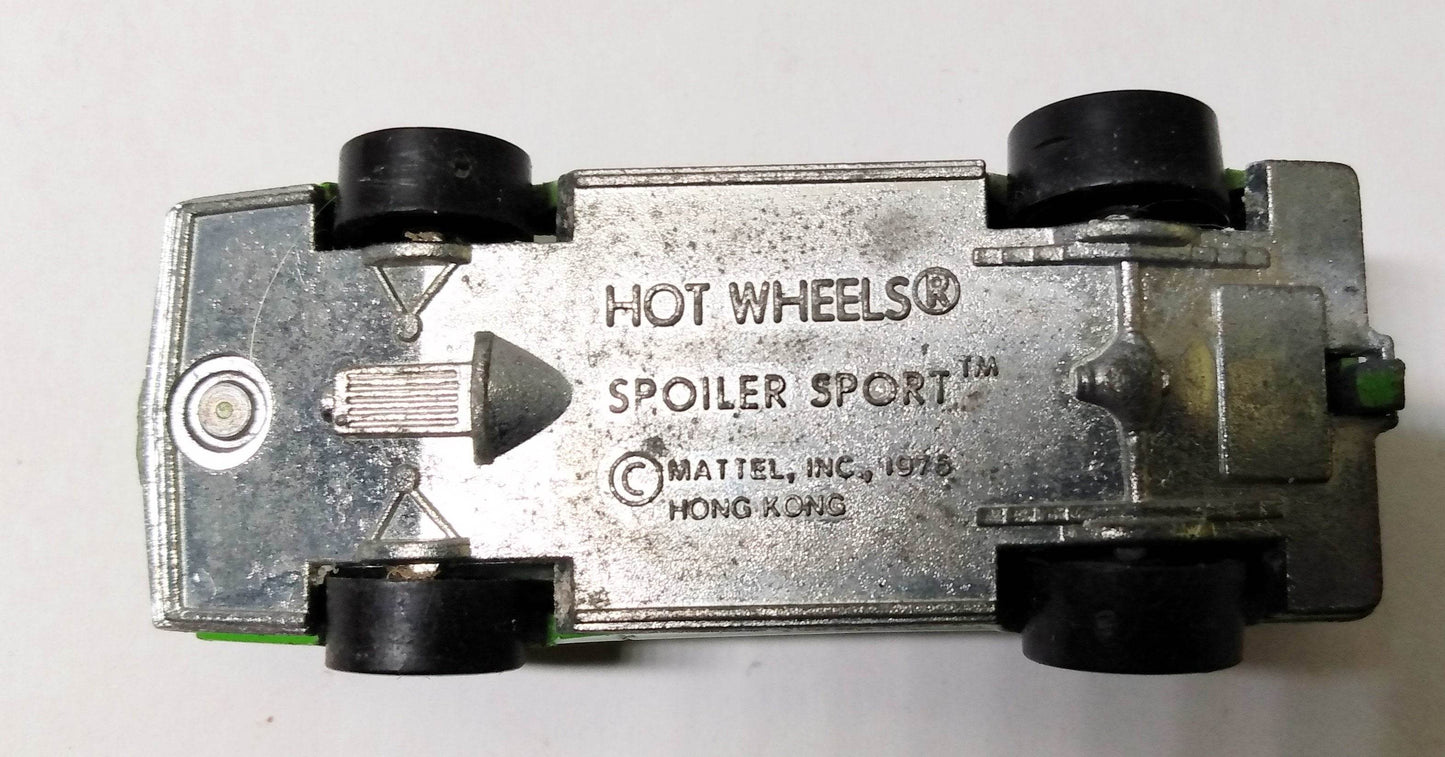 HOT WHEELS®
SPOILER SPORT™
© MATTEL, INC., 1976
HONG KONG